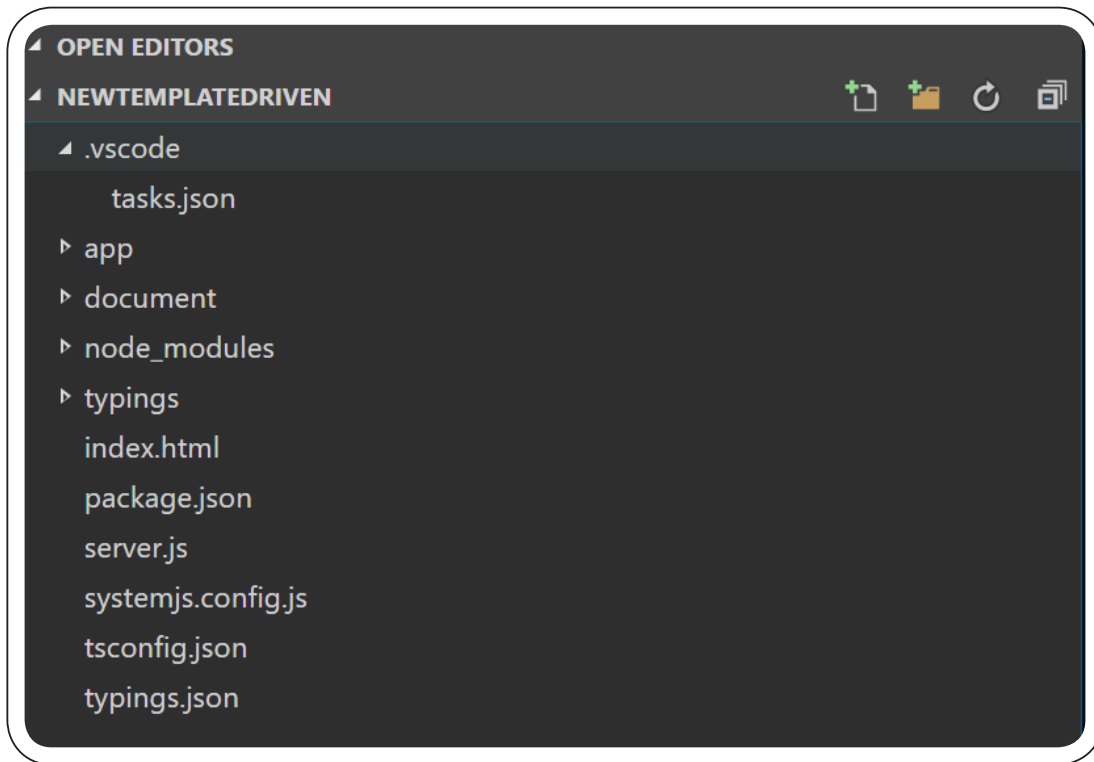 OPEN EDITORS
NEWTEMPLATEDRIVEN
.vscode
tasks.json
app
document
node_modules
typings
index.html
package.json
server.js
systemjs.config.js
tsconfig.json
typings.json